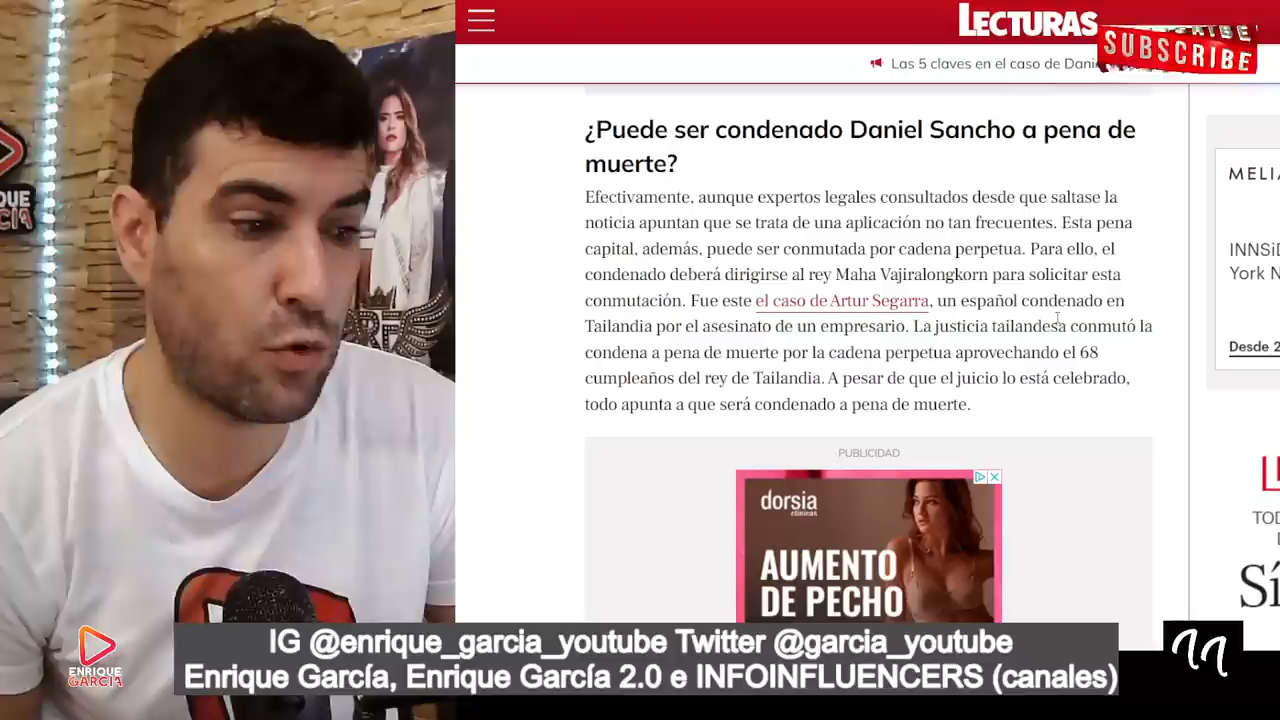 LECTURAS
SUBSCRIBE
Las 5 claves en el caso de Dani
¿Puede ser condenado Daniel Sancho a pena de
muerte?
Efectivamente, aunque expertos legales consultados desde que saltase la
noticia apuntan que se trata de una aplicación no tan frecuentes. Esta pena
capital, además, puede ser conmutada por cadena perpetua. Para ello, el
condenado deberá dirigirse al rey Maha Vajiralongkorn para solicitar esta
conmutación. Fue este el caso de Artur Segarra, un español condenado en
Tailandia por el asesinato de un empresario. La justicia tailandesa conmutó la
condena a pena de muerte por la cadena perpetua aprovechando el 68
cumpleaños del rey de Tailandia. A pesar de que el juicio lo está celebrado,
todo apunta a que será condenado a pena de muerte.
MELIÁ
INNSiD
York N
Desde 2
PUBLICIDAD
dorsia
clínicas
AUMENTO
DE PECHO
TOD
D
Sí
IG @enrique_garcia_youtube Twitter @garcia_youtube
Enrique García, Enrique García 2.0 e INFOINFLUENCERS (canales)
ENRIQUE
GARCÍA